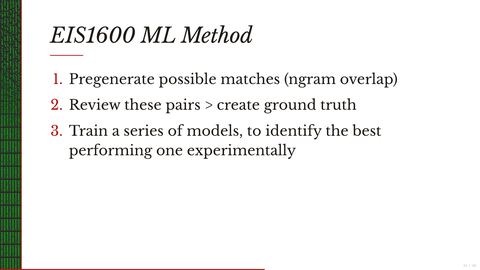 EIS1600 ML Method
1. Pregenerate possible matches (ngram overlap)
2. Review these pairs > create ground truth
3. Train a series of models, to identify the best
performing one experimentally